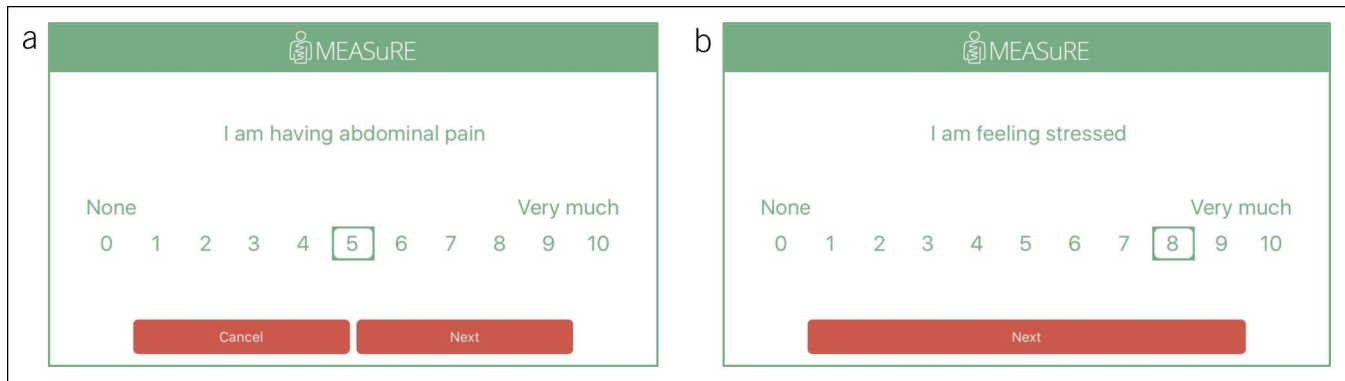 a
MEASuRE
I am having abdominal pain
None Very much
0 1 2 3 4 5 6 7 8 9 10
Cancel Next
b
MEASuRE
I am feeling stressed
None Very much
0 1 2 3 4 5 6 7 8 9 10
Next